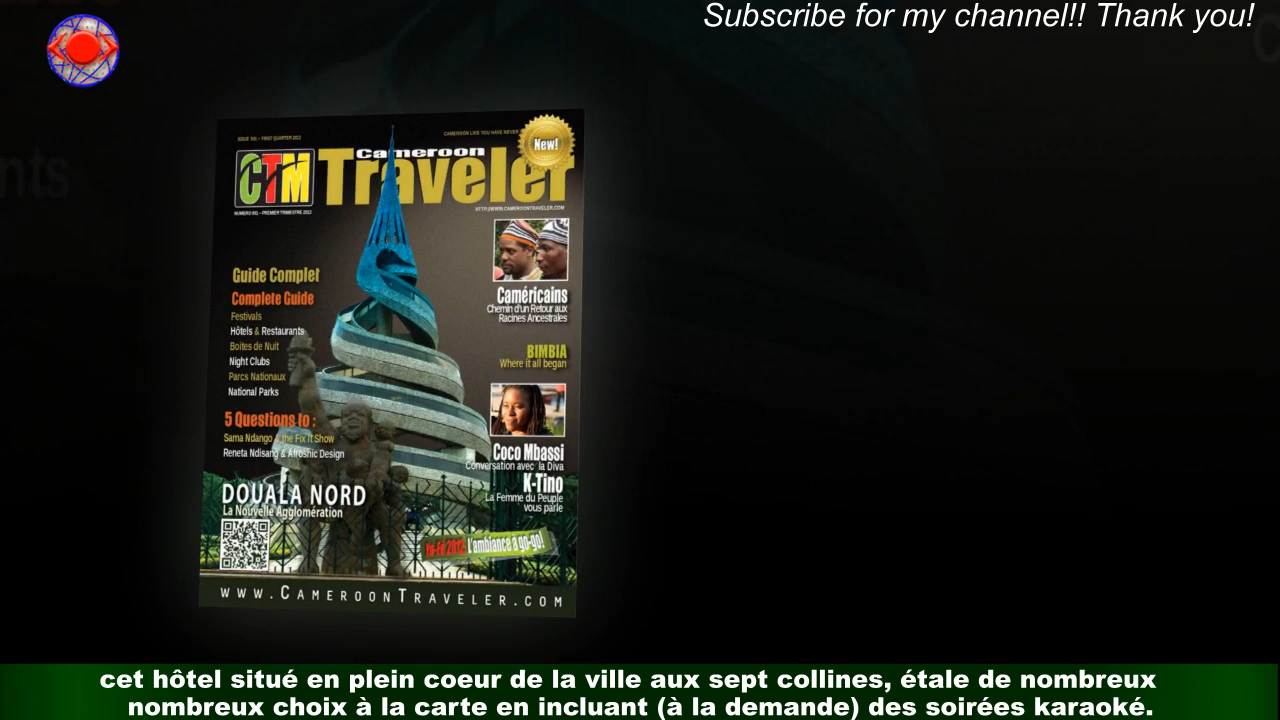 Subscribe for my channel!! Thank you!
ISSUE 001 - FIRST QUARTER 2013
CAMEROON LIKE YOU HAVE NEVER
New!
CTM
Cameroon
Traveler
NUMERO 001 - PREMIER TRIMESTRE 2013
HTTP://WWW.CAMEROONTRAVELER.COM
Guide Complet
Complete Guide
Festivals
Hôtels & Restaurants
Boites de Nuit
Night Clubs
Parcs Nationaux
National Parks
5 Questions to :
Sama Ndango & the Fix It Show
Reneta Ndisang & Afroshic Design
DOUALA NORD
La Nouvelle Agglomération
Caméricains
Chemin d'un Retour aux
Racines Ancestrales
BIMBIA
Where it all began
Coco Mbassi
Conversation avec la Diva
K-Tino
La Femme du Peuple
vous parle
Ya-Fe 2012: L'ambiance à go-go!
www.CameroonTraveler.com
cet hôtel situé en plein coeur de la ville aux sept collines, étale de nombreux
nombreux choix à la carte en incluant (à la demande) des soirées karaoké.